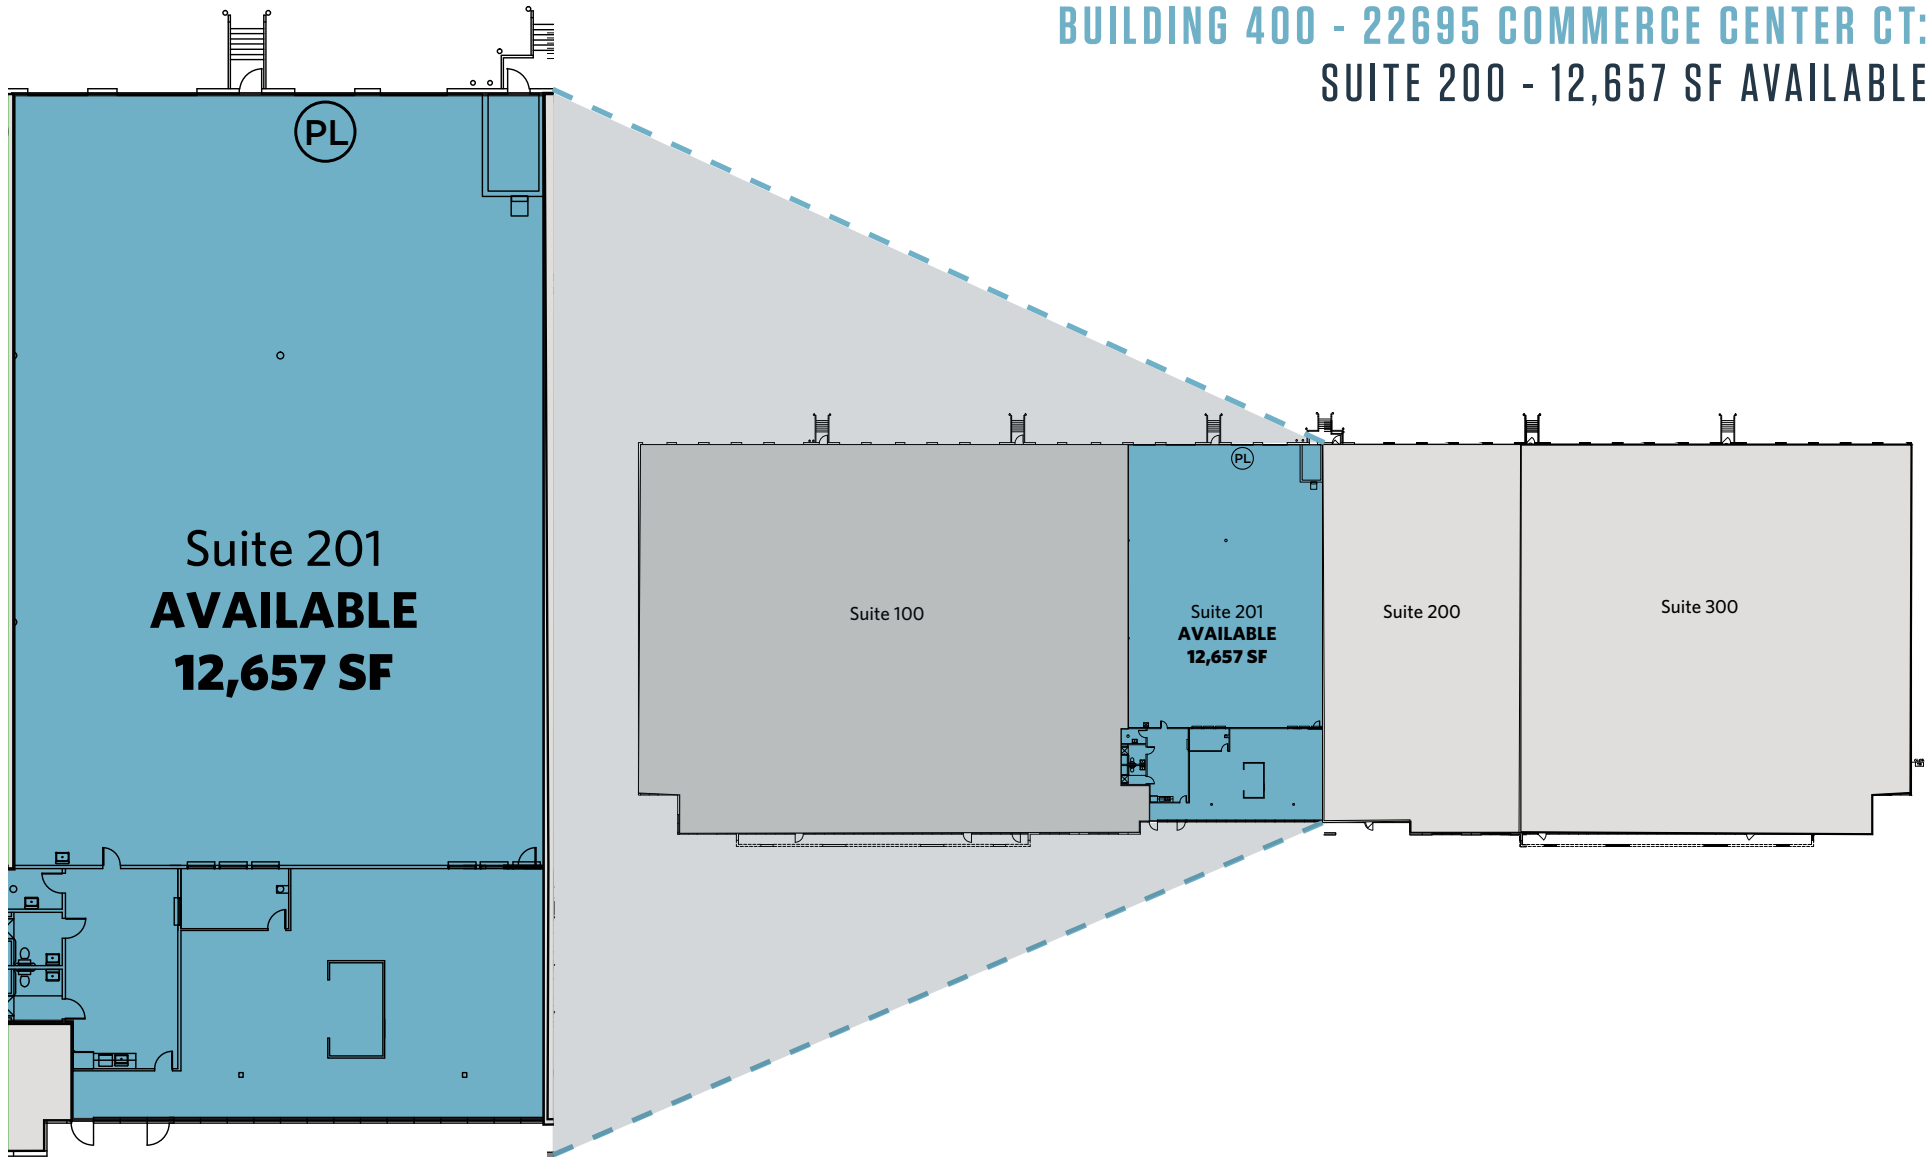 BUILDING 400 - 22695 COMMERCE CENTER CT:
SUITE 200 - 12,657 SF AVAILABLE
PL
Suite 201
AVAILABLE
12,657 SF
PL
Suite 100
Suite 201
AVAILABLE
12,657 SF
Suite 200
Suite 300